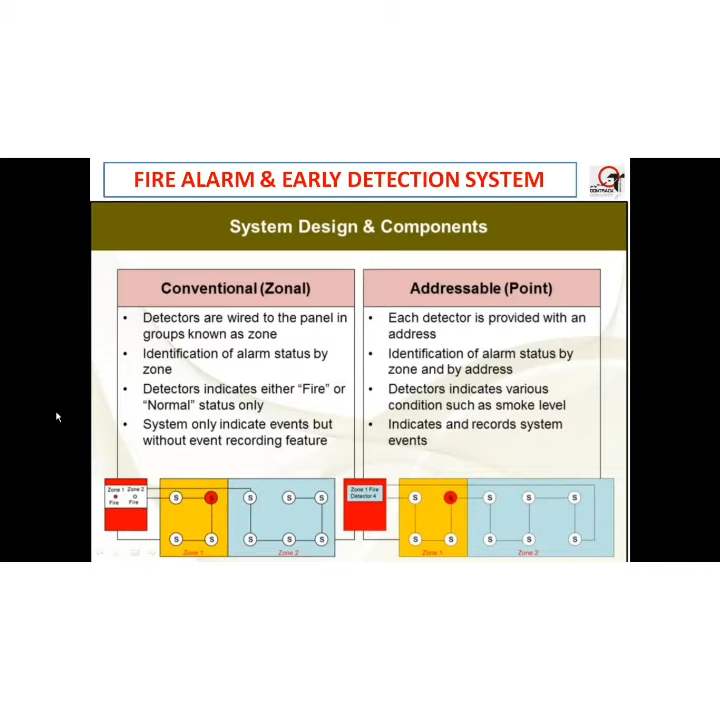 FIRE ALARM & EARLY DETECTION SYSTEM
System Design & Components
Conventional (Zonal)
• Detectors are wired to the panel in
groups known as zone
• Identification of alarm status by
zone
• Detectors indicates either “Fire” or
“Normal” status only
• System only indicate events but
without event recording feature
Addressable (Point)
• Each detector is provided with an
address
• Identification of alarm status by
zone and by address
• Detectors indicates various
condition such as smoke level
• Indicates and records system
events
Zone 1 Zone 2
Fire Fire
S S S S
S S S S S
Zone 1 Zone 2
Zone 1 Fire
Detector 4
S S S S
S S S S S
Zone 1 Zone 2